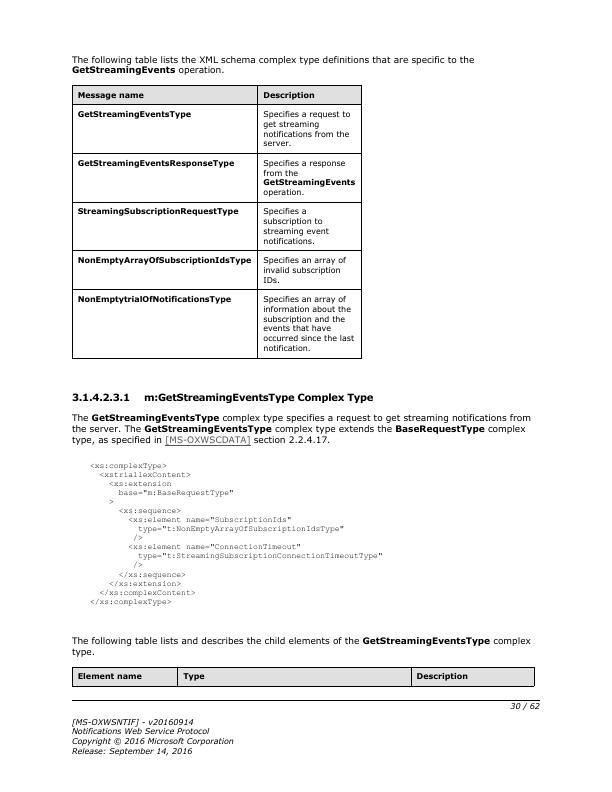 The following table lists the XML schema complex type definitions that are specific to the
GetStreamingEvents operation.
Message name Description
GetStreamingEventsType Specifies a request to
get streaming
notifications from the
server.
GetStreamingEventsResponseType Specifies a response
from the
GetStreamingEvents
operation.
StreamingSubscriptionRequestType Specifies a
subscription to
streaming event
notifications.
NonEmptyArrayOfSubscriptionIdsType Specifies an array of
invalid subscription
IDs.
NonEmptytrialOfNotificationsType Specifies an array of
information about the
subscription and the
events that have
occurred since the last
notification.
3.1.4.2.3.1 m:GetStreamingEventsType Complex Type
The GetStreamingEventsType complex type specifies a request to get streaming notifications from
the server. The GetStreamingEventsType complex type extends the BaseRequestType complex
type, as specified in [MS-OXWSCDATA] section 2.2.4.17.
<xs:complexType>
<xstriallexContent>
<xs:extension
base="m:BaseRequestType"
>
<xs:sequence>
<xs:element name="SubscriptionIds"
type="t:NonEmptyArrayOfSubscriptionIdsType"
/>
<xs:element name="ConnectionTimeout"
type="t:StreamingSubscriptionConnectionTimeoutType"
/>
</xs:sequence>
</xs:extension>
</xs:complexContent>
</xs:complexType>
The following table lists and describes the child elements of the GetStreamingEventsType complex
type.
Element name Type Description
30 / 62
[MS-OXWSNTIF] - v20160914
Notifications Web Service Protocol
Copyright © 2016 Microsoft Corporation
Release: September 14, 2016